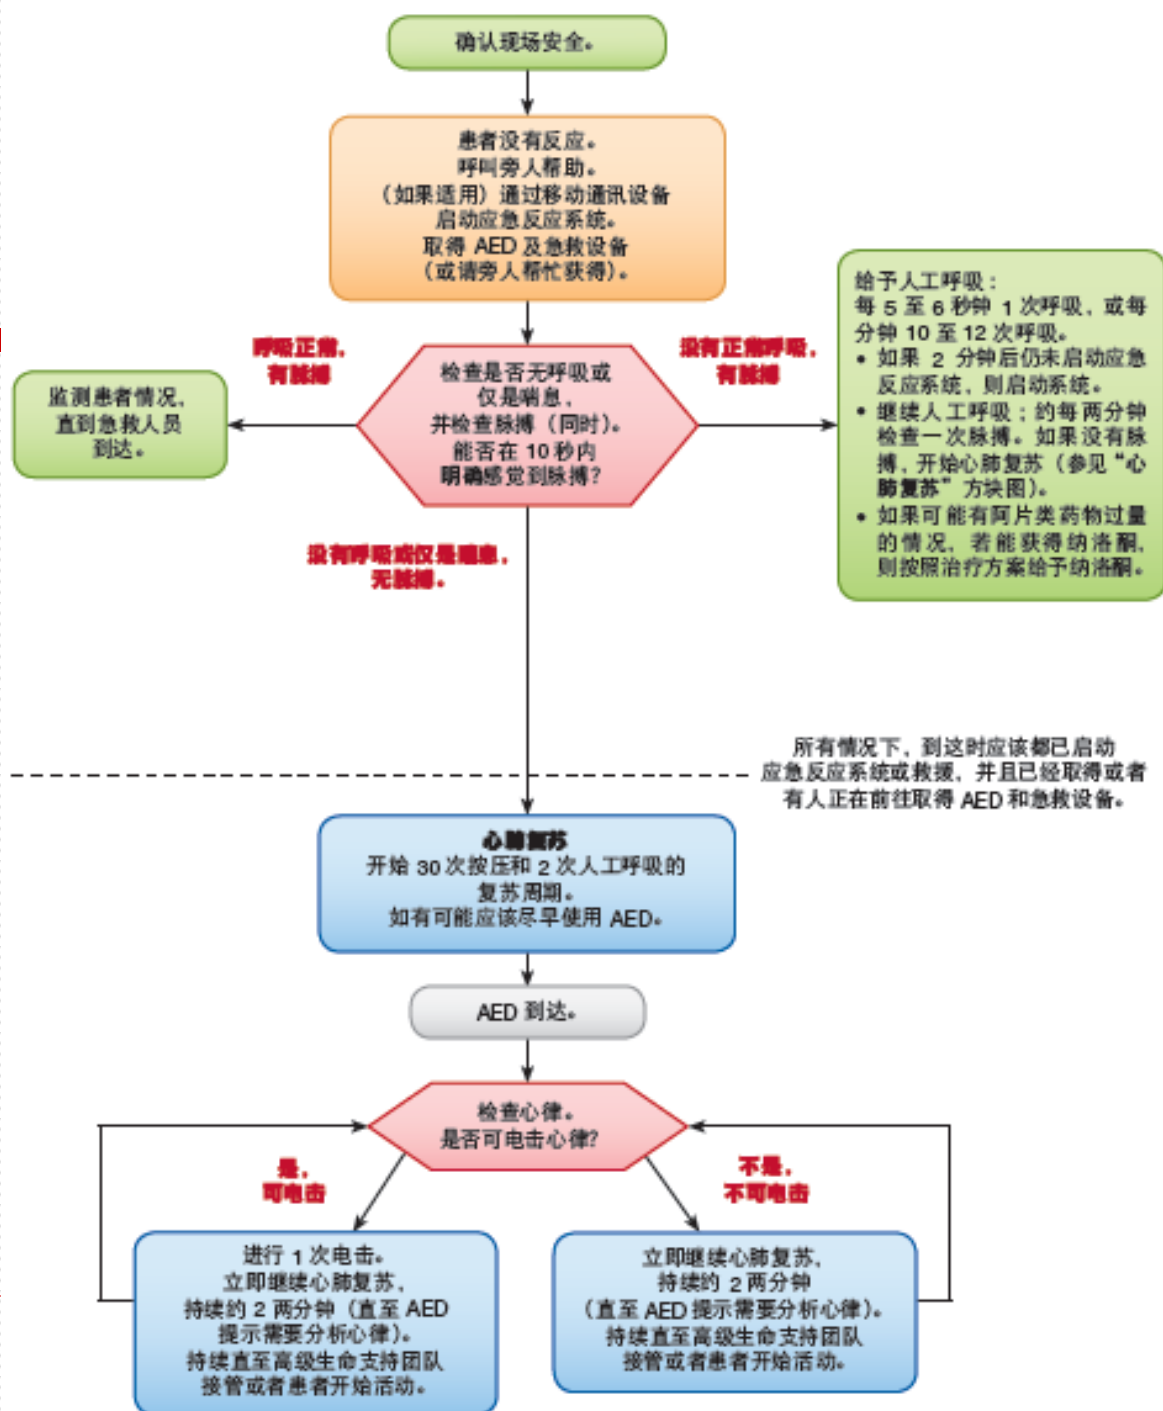 确认现场安全。
患者没有反应。
呼叫旁人帮助。
（如果适用）通过移动通讯设备
启动应急反应系统。
取得 AED 及急救设备
（或请旁人帮忙获得）。
呼吸正常，
有脉搏
没有正常呼吸，
有脉搏
监测患者情况，
直到急救人员
到达。
检查是否无呼吸或
仅是喘息，
并检查脉搏（同时）。
能否在 10 秒内
明确感觉到脉搏？
给予人工呼吸：
每 5 至 6 秒钟 1 次呼吸，或每
分钟 10 至 12 次呼吸。
• 如果 2 分钟后仍未启动应急
反应系统，则启动系统。
• 继续人工呼吸；约每两分钟
检查一次脉搏。如果没有脉
搏，开始心肺复苏（参见“心
肺复苏”方块图）。
• 如果可能有阿片类药物过量
的情况，若能获得纳洛酮，
则按照治疗方案给予纳洛酮。
没有呼吸或仅是喘息，
无脉搏。
所有情况下，到这时应该都已启动
应急反应系统或救援，并且已经取得或者
有人正在前往取得 AED 和急救设备。
心肺复苏
开始 30 次按压和 2 次人工呼吸的
复苏周期。
如有可能应该尽早使用 AED。
AED 到达。
检查心律。
是否可电击心律？
是，
可电击
不是，
不可电击
进行 1 次电击。
立即继续心肺复苏，
持续约 2 两分钟（直至 AED
提示需要分析心律）。
持续直至高级生命支持团队
接管或者患者开始活动。
立即继续心肺复苏，
持续约 2 两分钟
（直至 AED 提示需要分析心律）。
持续直至高级生命支持团队
接管或者患者开始活动。